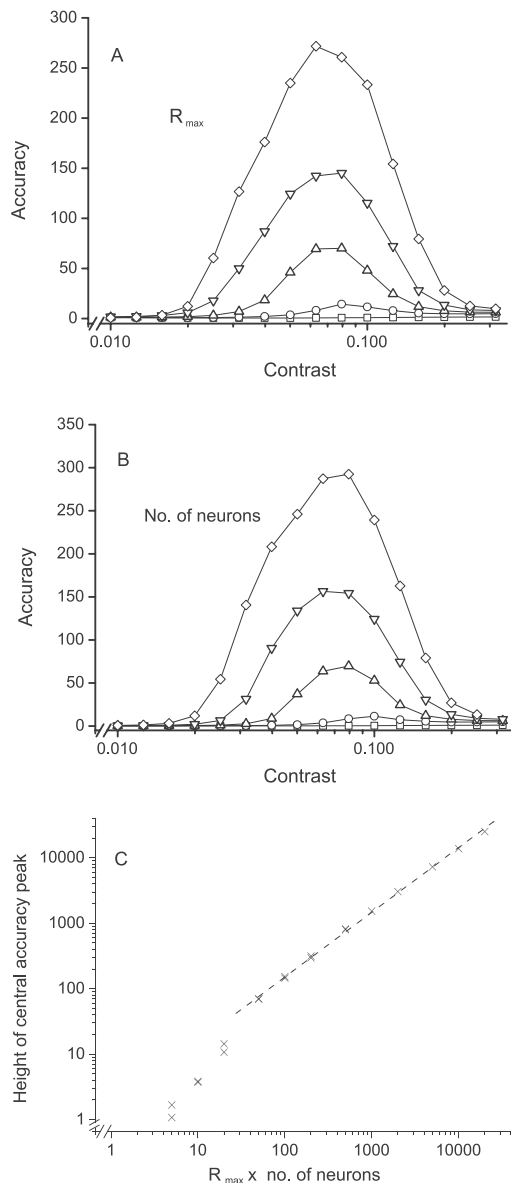 300
250
200
150
100
50
0
A
R max
Accuracy
0.010
0.100
Contrast
350
300
250
200
150
100
50
0
B
No. of neurons
Accuracy
0.010
0.100
Contrast
10000
1000
100
10
1
C
Height of central accuracy peak
1
10
100
1000
10000
R max x no. of neurons